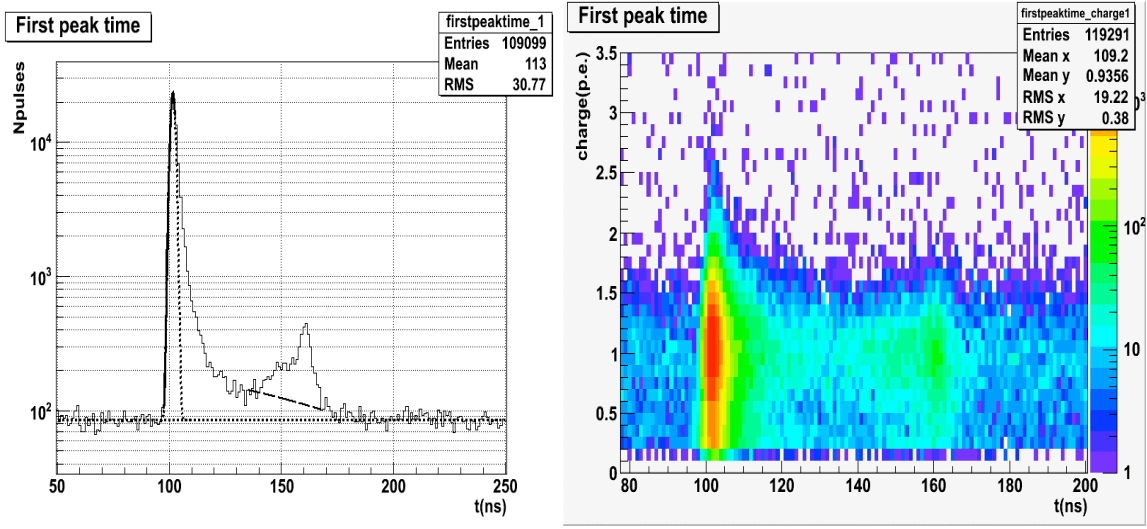 First peak time
firstpeaktime_1
Entries 109099
Mean 113
RMS 30.77
Npulses
10^4
10^3
10^2
50 100 150 200 250
t(ns)
First peak time
firstpeaktime_charge1
Entries 119291
Mean x 109.2
Mean y 0.9356
RMS x 19.22
RMS y 0.38
charge(p.e.)
3.5
3
2.5
2
1.5
1
0.5
0
80 100 120 140 160 180 200
t(ns)
10^2
10
1